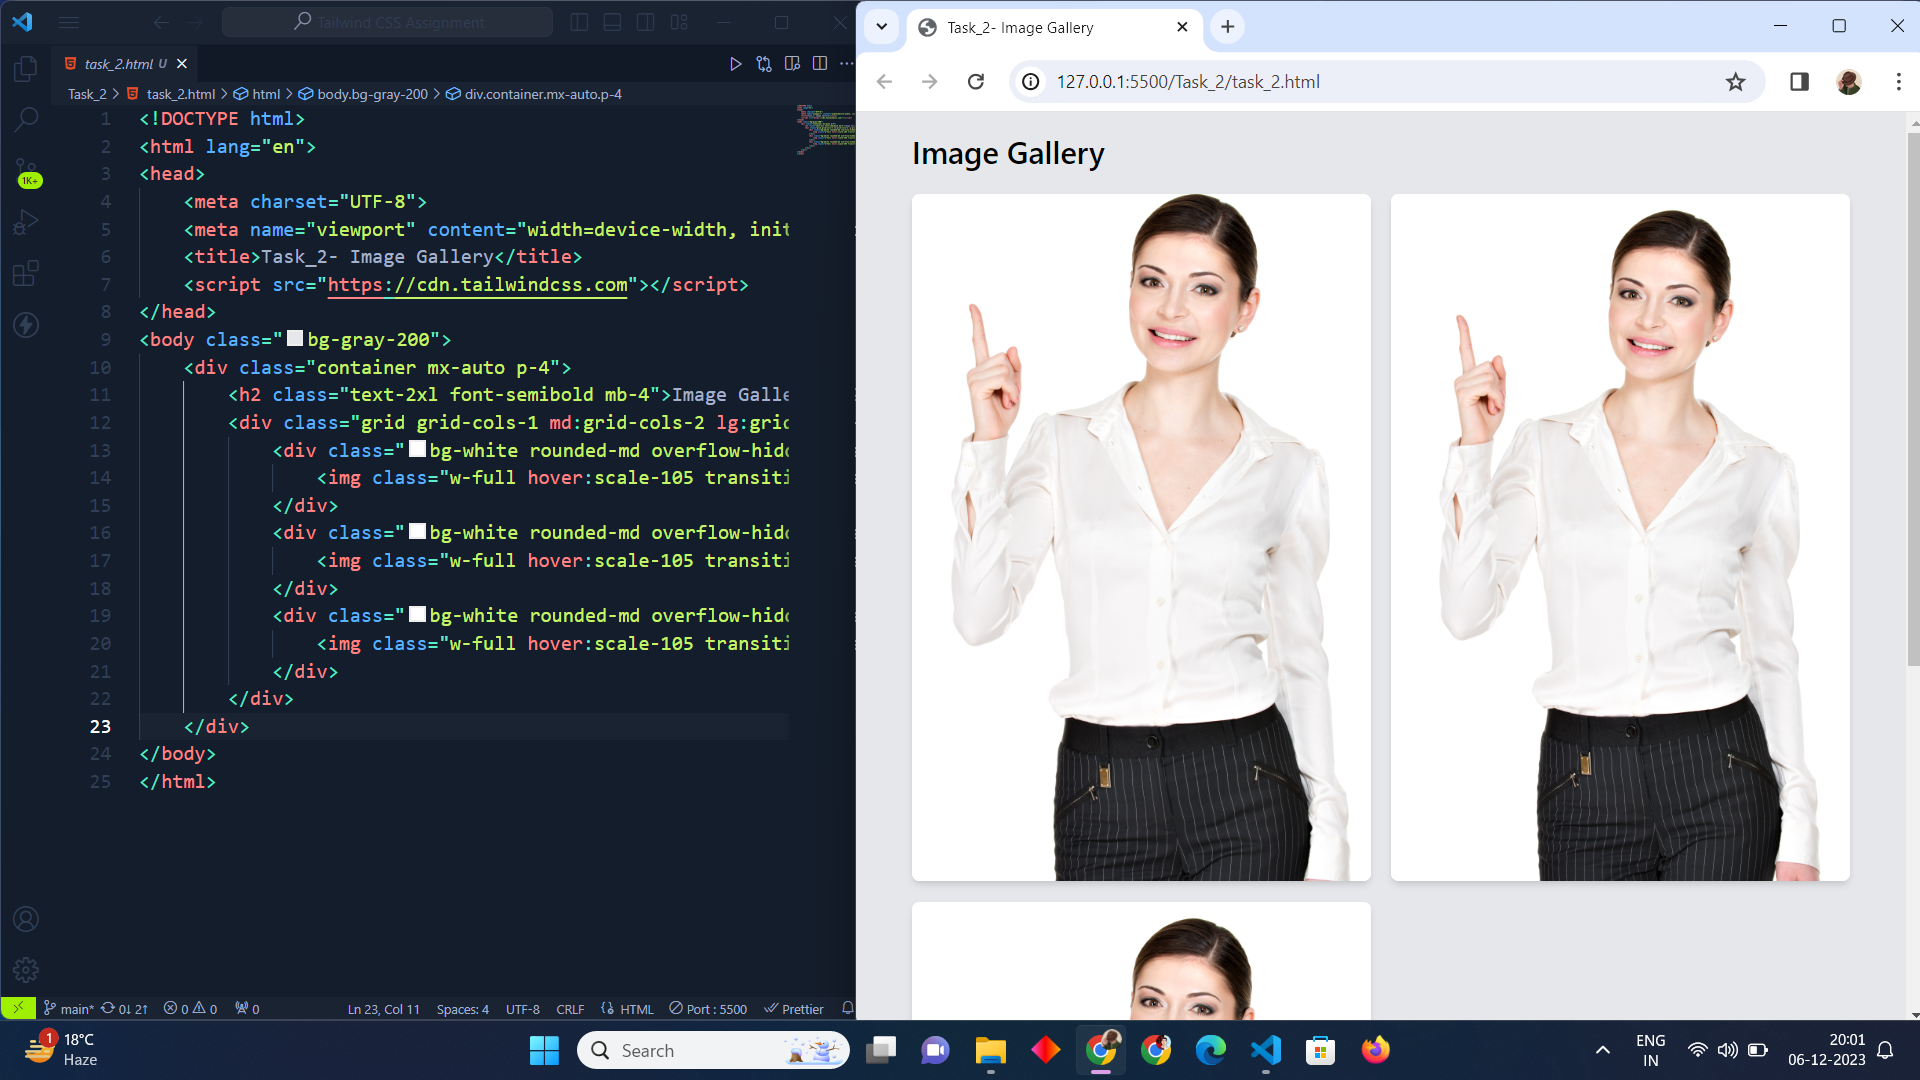 Tailwind CSS Assignment
task_2.html U
Task_2 > task_2.html > html > body.bg-gray-200 > div.container.mx-auto.p-4
1 <!DOCTYPE html>
2 <html lang="en">
3 <head>
4 <meta charset="UTF-8">
5 <meta name="viewport" content="width=device-width, init
6 <title>Task_2- Image Gallery</title>
7 <script src="https://cdn.tailwindcss.com"></script>
8 </head>
9 <body class="bg-gray-200">
10 <div class="container mx-auto p-4">
11 <h2 class="text-2xl font-semibold mb-4">Image Galle
12 <div class="grid grid-cols-1 md:grid-cols-2 lg:grid
13 <div class="bg-white rounded-md overflow-hidd
14 <img class="w-full hover:scale-105 transiti
15 </div>
16 <div class="bg-white rounded-md overflow-hidd
17 <img class="w-full hover:scale-105 transiti
18 </div>
19 <div class="bg-white rounded-md overflow-hidd
20 <img class="w-full hover:scale-105 transiti
21 </div>
22 </div>
23 </div>
24 </body>
25 </html>
1K+
main* 0↓ 2↑ 0 0 0 Ln 23, Col 11 Spaces: 4 UTF-8 CRLF HTML Port : 5500 Prettier
Task_2- Image Gallery
127.0.0.1:5500/Task_2/task_2.html
Image Gallery
1
18°C
Haze
Search
ENG
IN
20:01
06-12-2023